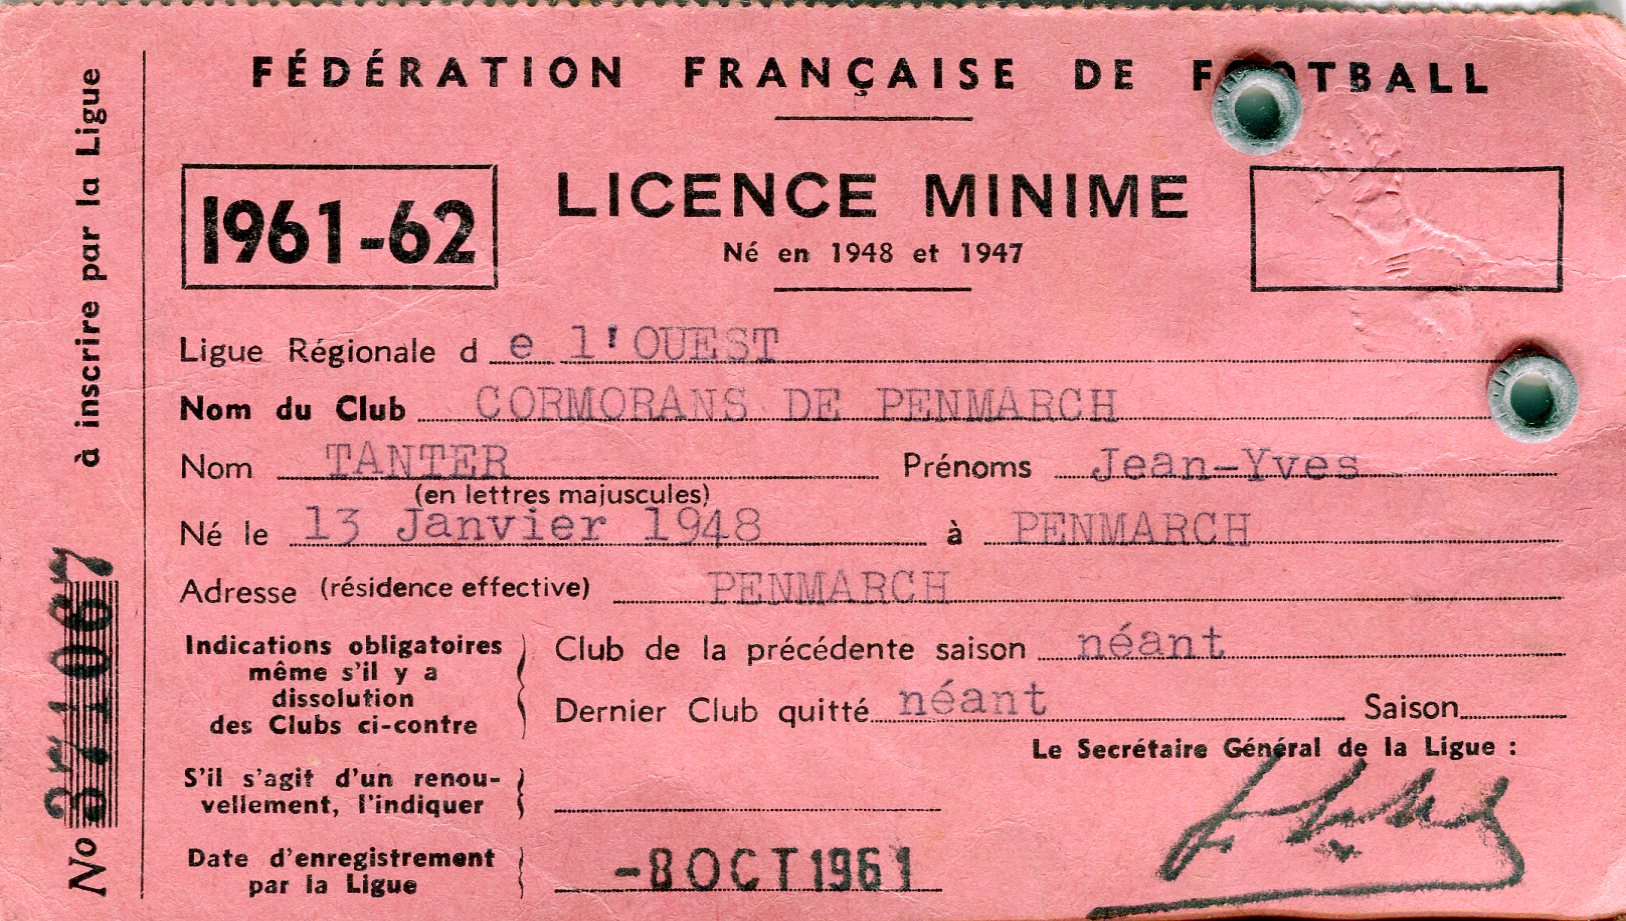 FÉDÉRATION FRANÇAISE DE FOOTBALL
1961-62
LICENCE MINIME
Né en 1948 et 1947
Ligue Régionale de l'OUEST
Nom du Club CORMORANS DE PENMARCH
Nom TANTER Prénoms Jean-Yves
(en lettres majuscules)
Né le 13 Janvier 1948 à PENMARCH
Adresse (résidence effective) PENMARCH
Indications obligatoires
même s'il y a
dissolution
des Clubs ci-contre
Club de la précédente saison néant
Dernier Club quitté néant Saison
Le Secrétaire Général de la Ligue :
S'il s'agit d'un renou-
vellement, l'indiquer
Date d'enregistrement
par la Ligue
-8 OCT 1961
No 371067 à inscrire par la Ligue